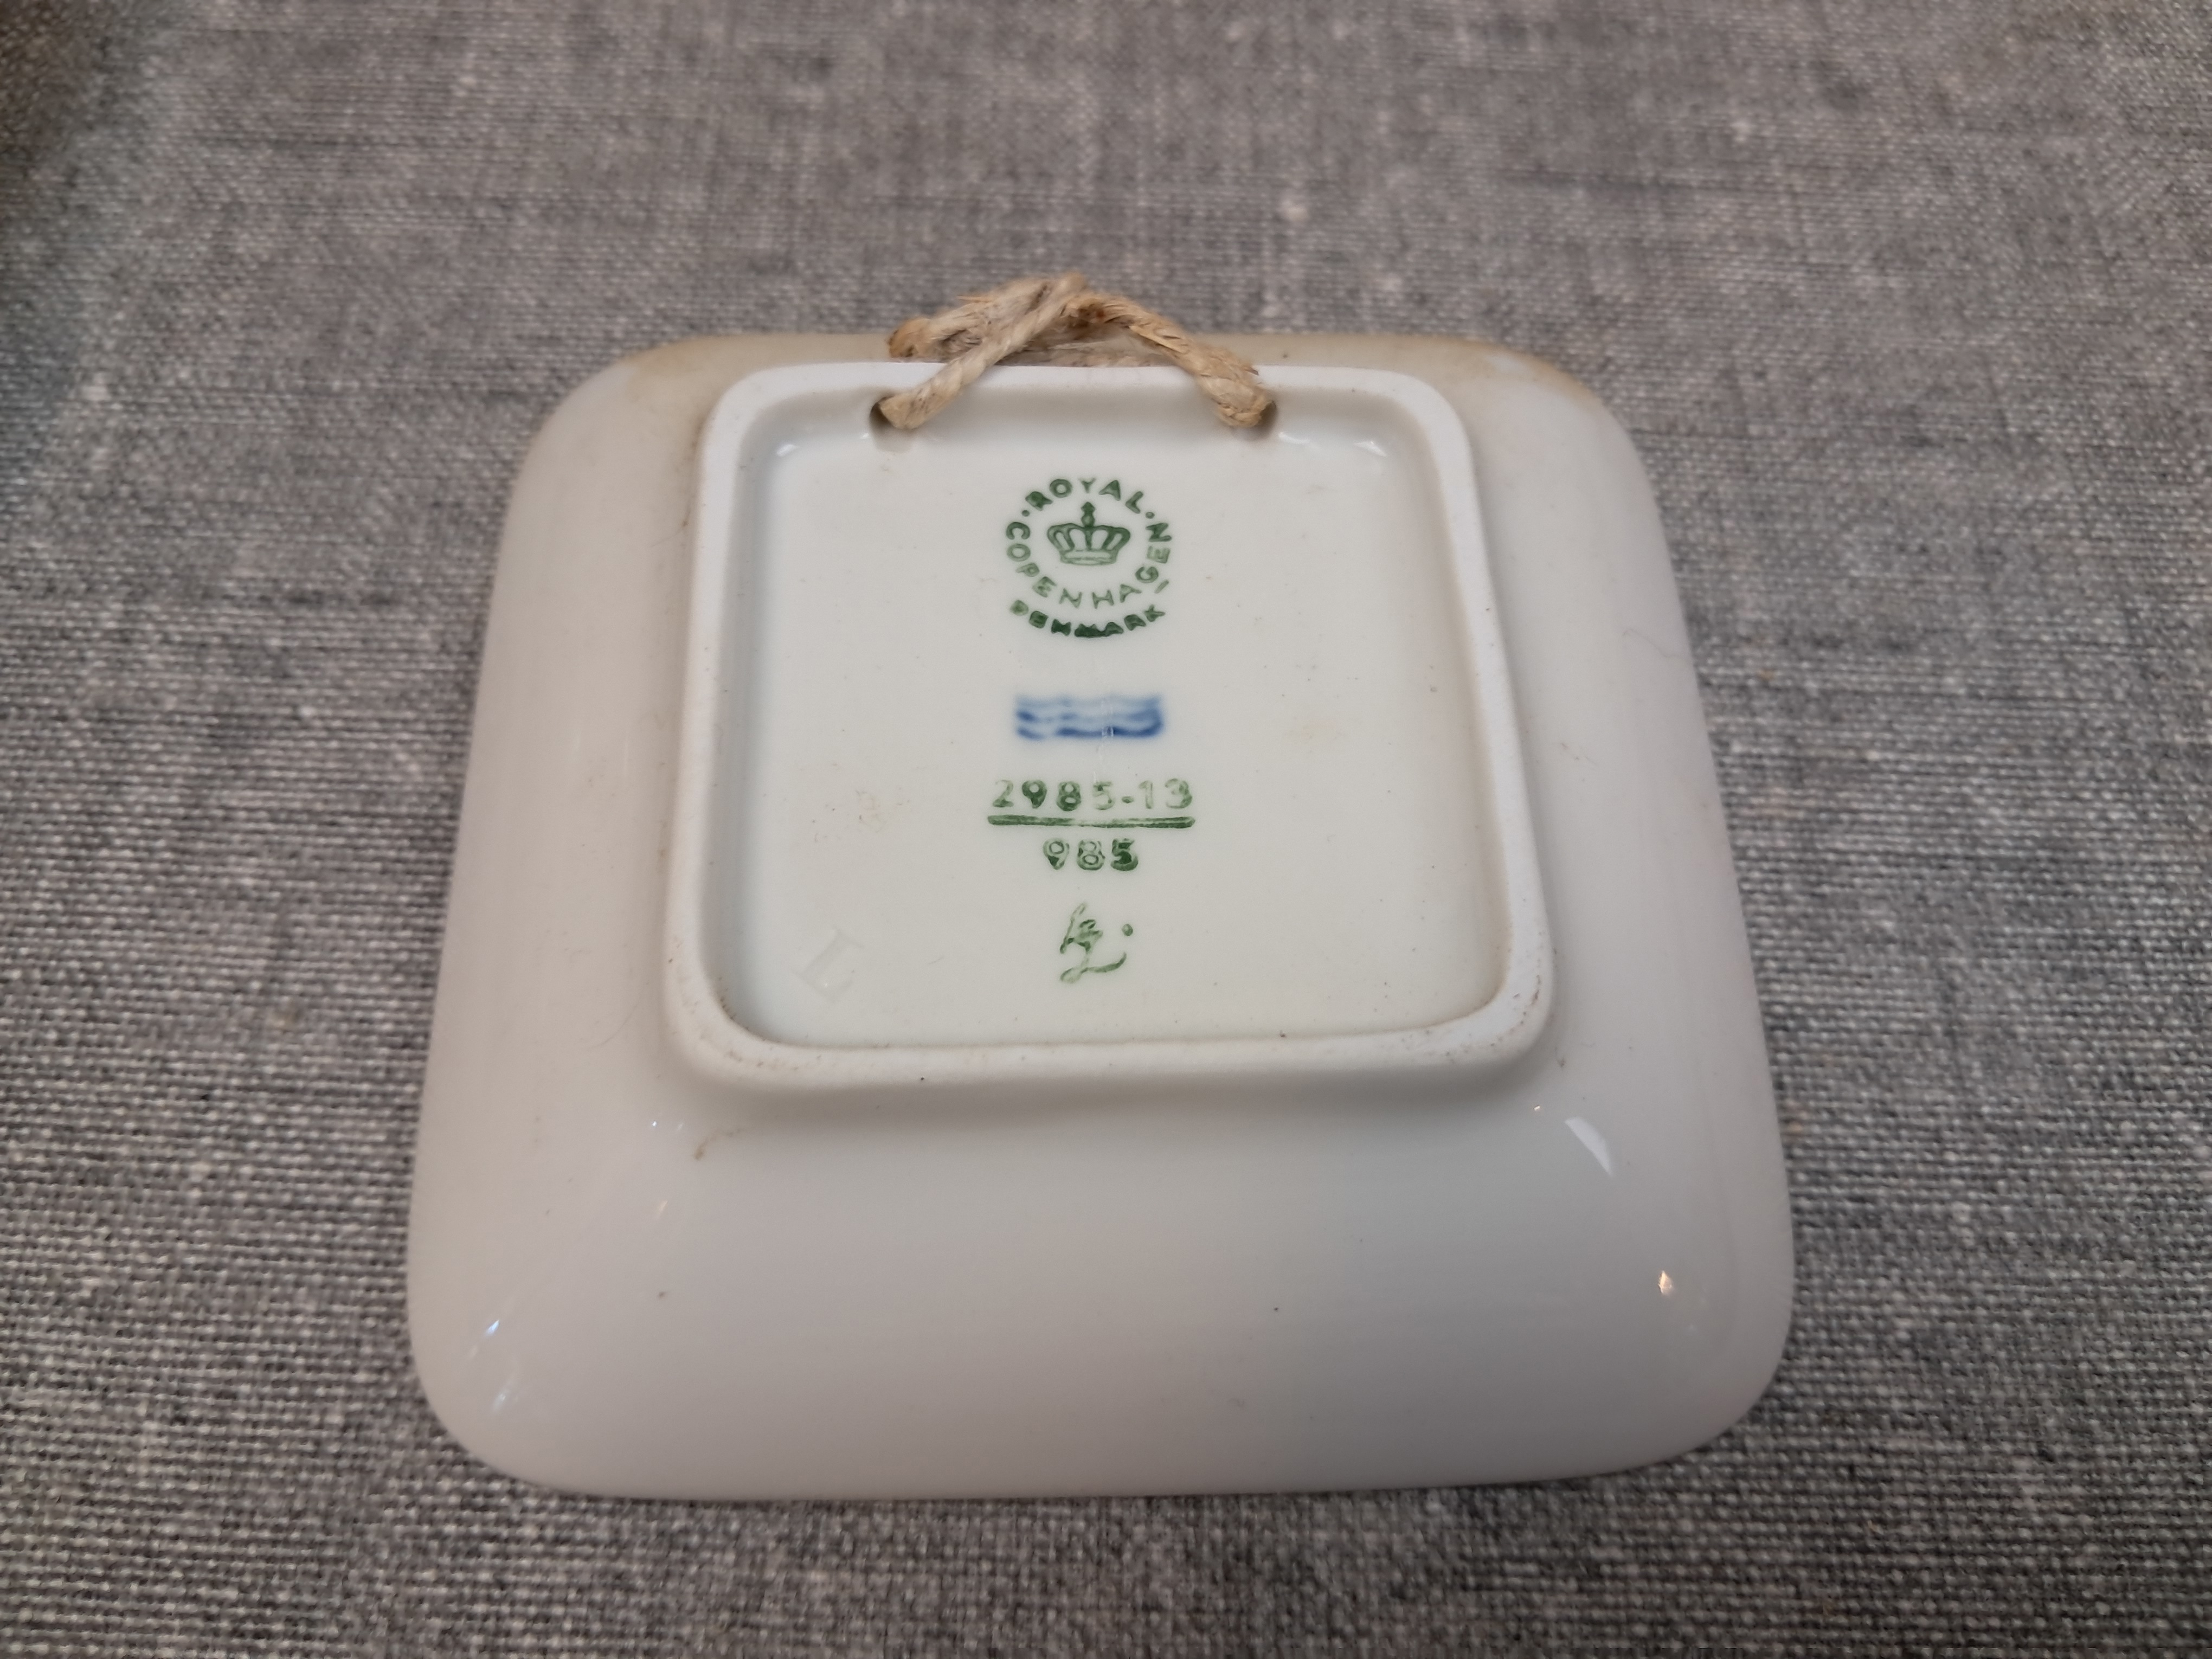 ·ROYAL·
COPENHAGEN
DENMARK
2985-13
985
L